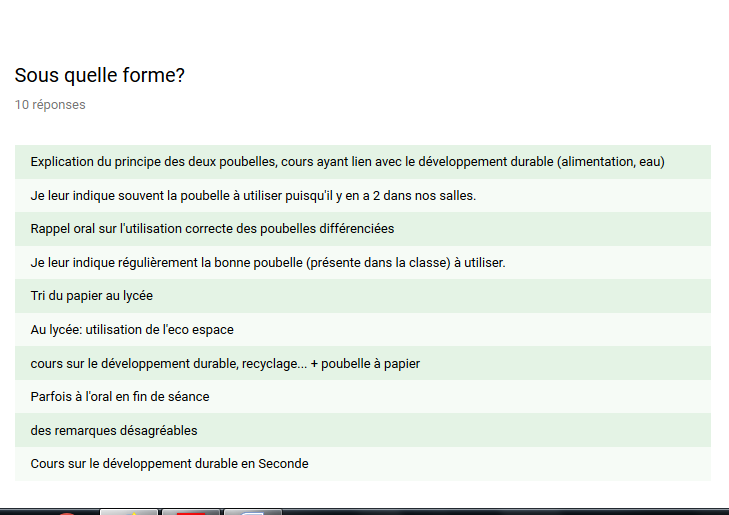 Sous quelle forme?
10 réponses
Explication du principe des deux poubelles, cours ayant lien avec le développement durable (alimentation, eau)
Je leur indique souvent la poubelle à utiliser puisqu'il y en a 2 dans nos salles.
Rappel oral sur l'utilisation correcte des poubelles différenciées
Je leur indique régulièrement la bonne poubelle (présente dans la classe) à utiliser.
Tri du papier au lycée
Au lycée: utilisation de l'eco espace
cours sur le développement durable, recyclage... + poubelle à papier
Parfois à l'oral en fin de séance
des remarques désagréables
Cours sur le développement durable en Seconde